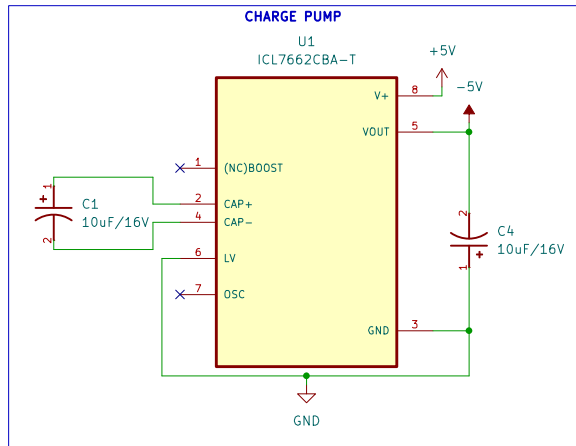 CHARGE PUMP
U1
ICL7662CBA-T
+5V
-5V
8
V+
5
VOUT
1
(NC)BOOST
2
CAP+
4
CAP-
6
LV
7
OSC
3
GND
1
+
C1
10uF/16V
2
2
C4
10uF/16V
+
1
GND